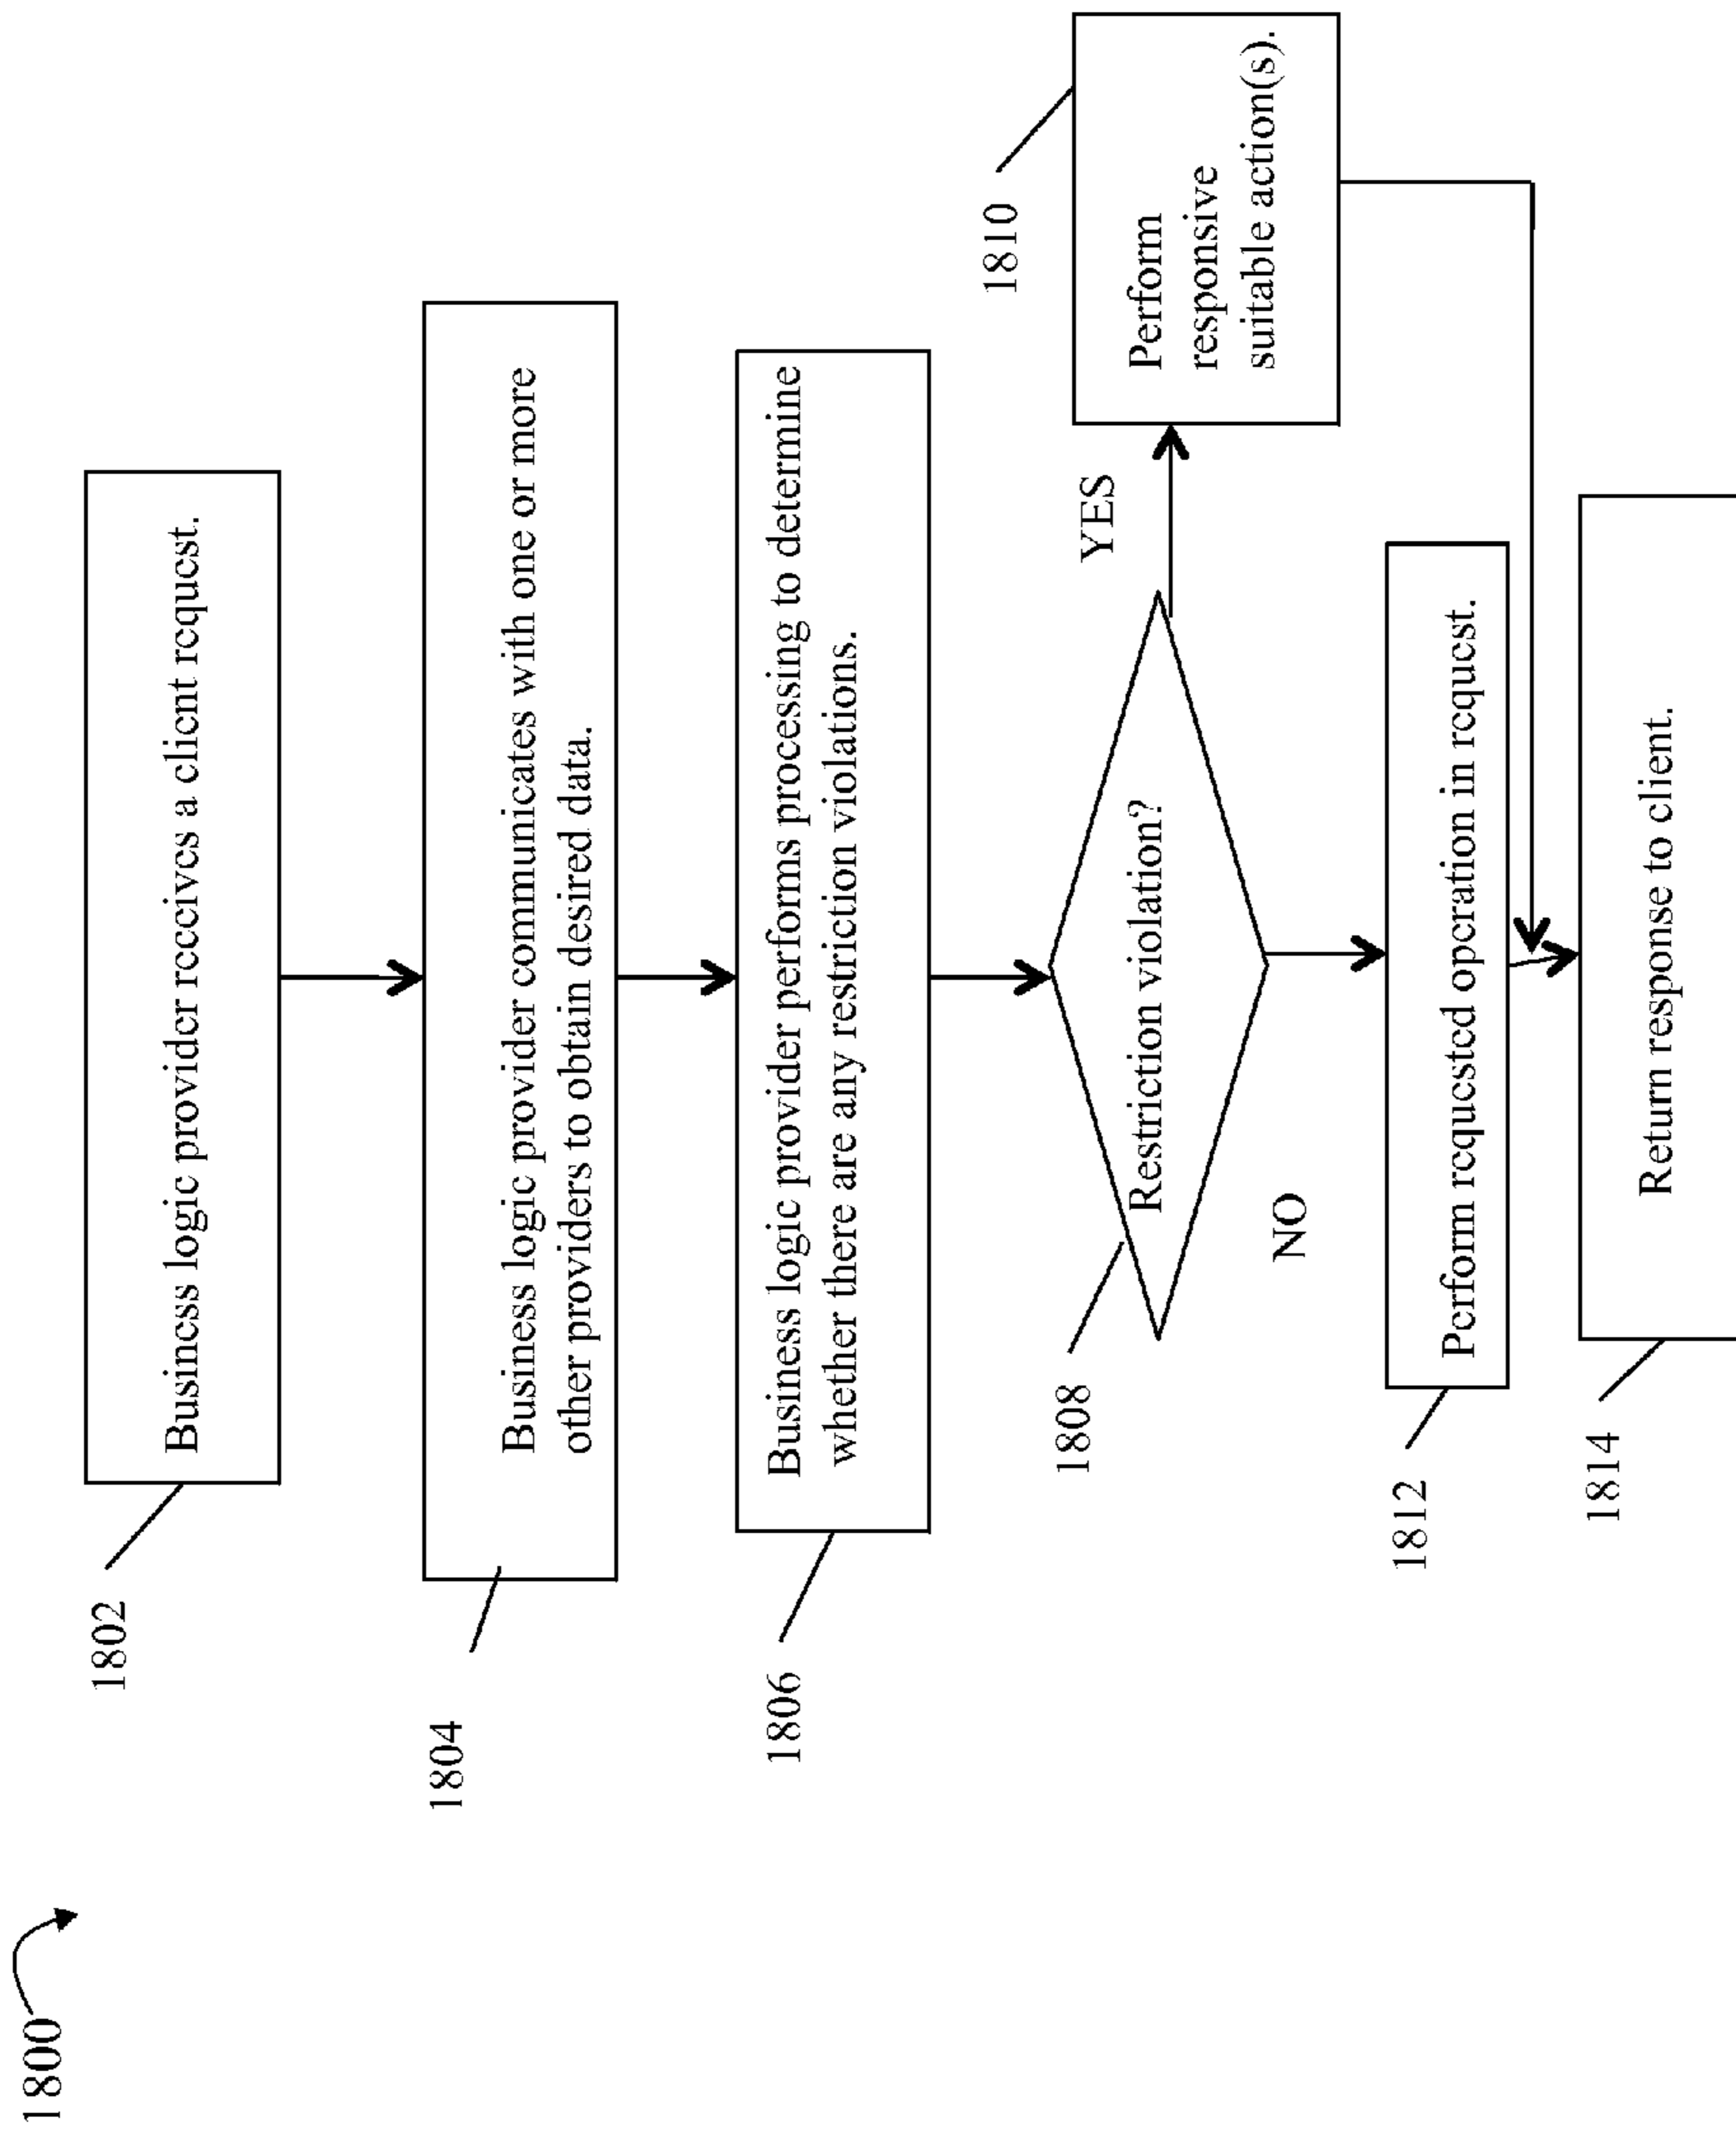 1800
1802
Business logic provider receives a client request.
1804
Business logic provider communicates with one or more
other providers to obtain desired data.
1806
Business logic provider performs processing to determine
whether there are any restriction violations.
1808
Restriction violation?
YES
1810
Perform
responsive
suitable action(s).
NO
1812
Perform requested operation in request.
1814
Return response to client.